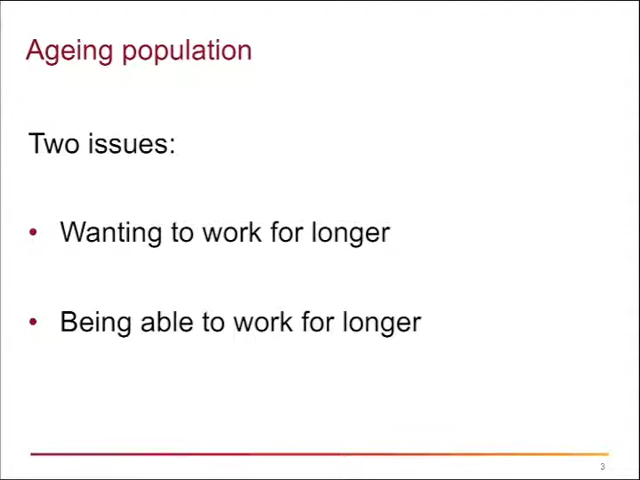 Ageing population
Two issues:
• Wanting to work for longer
• Being able to work for longer
3